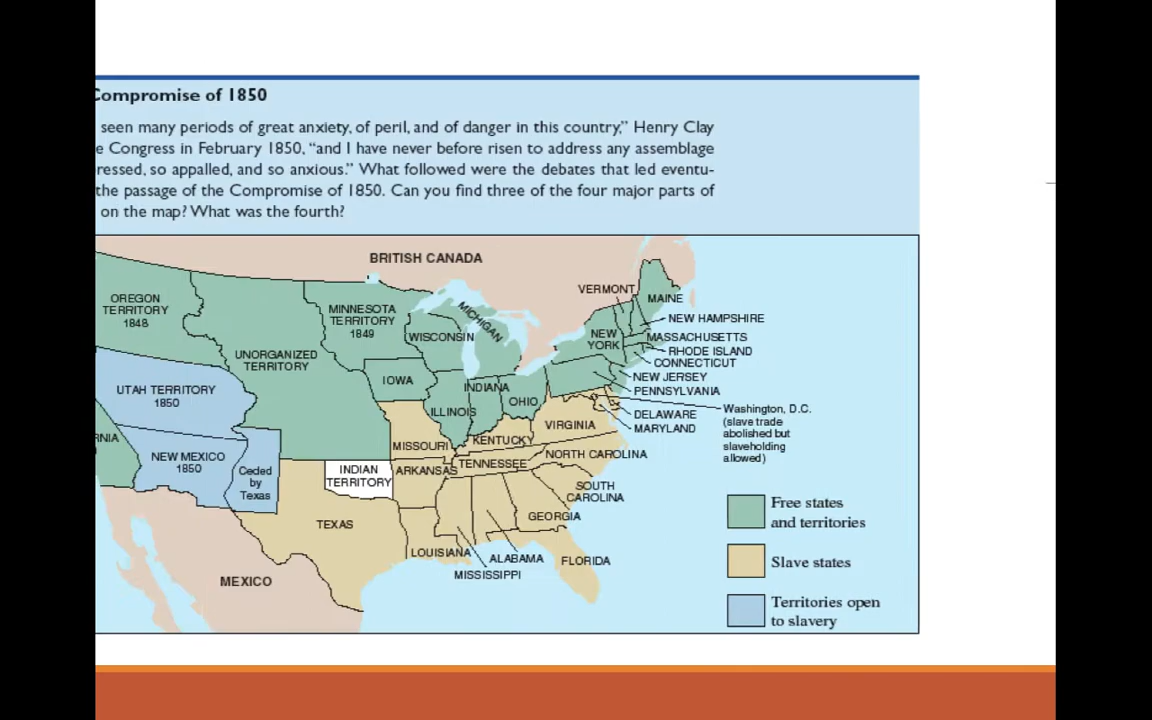 Compromise of 1850
seen many periods of great anxiety, of peril, and of danger in this country,” Henry Clay
e Congress in February 1850, “and I have never before risen to address any assemblage
ressed, so appalled, and so anxious.” What followed were the debates that led eventu-
the passage of the Compromise of 1850. Can you find three of the four major parts of
on the map? What was the fourth?
BRITISH CANADA
OREGON
TERRITORY
1848
MINNESOTA
TERRITORY
1849
UNORGANIZED
TERRITORY
WISCONSIN
MICHIGAN
VERMONT
MAINE
NEW HAMPSHIRE
NEW
YORK
MASSACHUSETTS
RHODE ISLAND
CONNECTICUT
NEW JERSEY
PENNSYLVANIA
UTAH TERRITORY
1850
IOWA
INDIANA
ILLINOIS
OHIO
DELAWARE
MARYLAND
Washington, D.C.
(slave trade
abolished but
slaveholding
allowed)
RNIA
NEW MEXICO
1850
Ceded
by
Texas
MISSOURI
KENTUCKY
VIRGINIA
INDIAN
TERRITORY
ARKANSAS
TENNESSEE
NORTH CAROLINA
SOUTH
CAROLINA
TEXAS
GEORGIA
LOUISIANA
ALABAMA
MISSISSIPPI
FLORIDA
MEXICO
Free states
and territories
Slave states
Territories open
to slavery